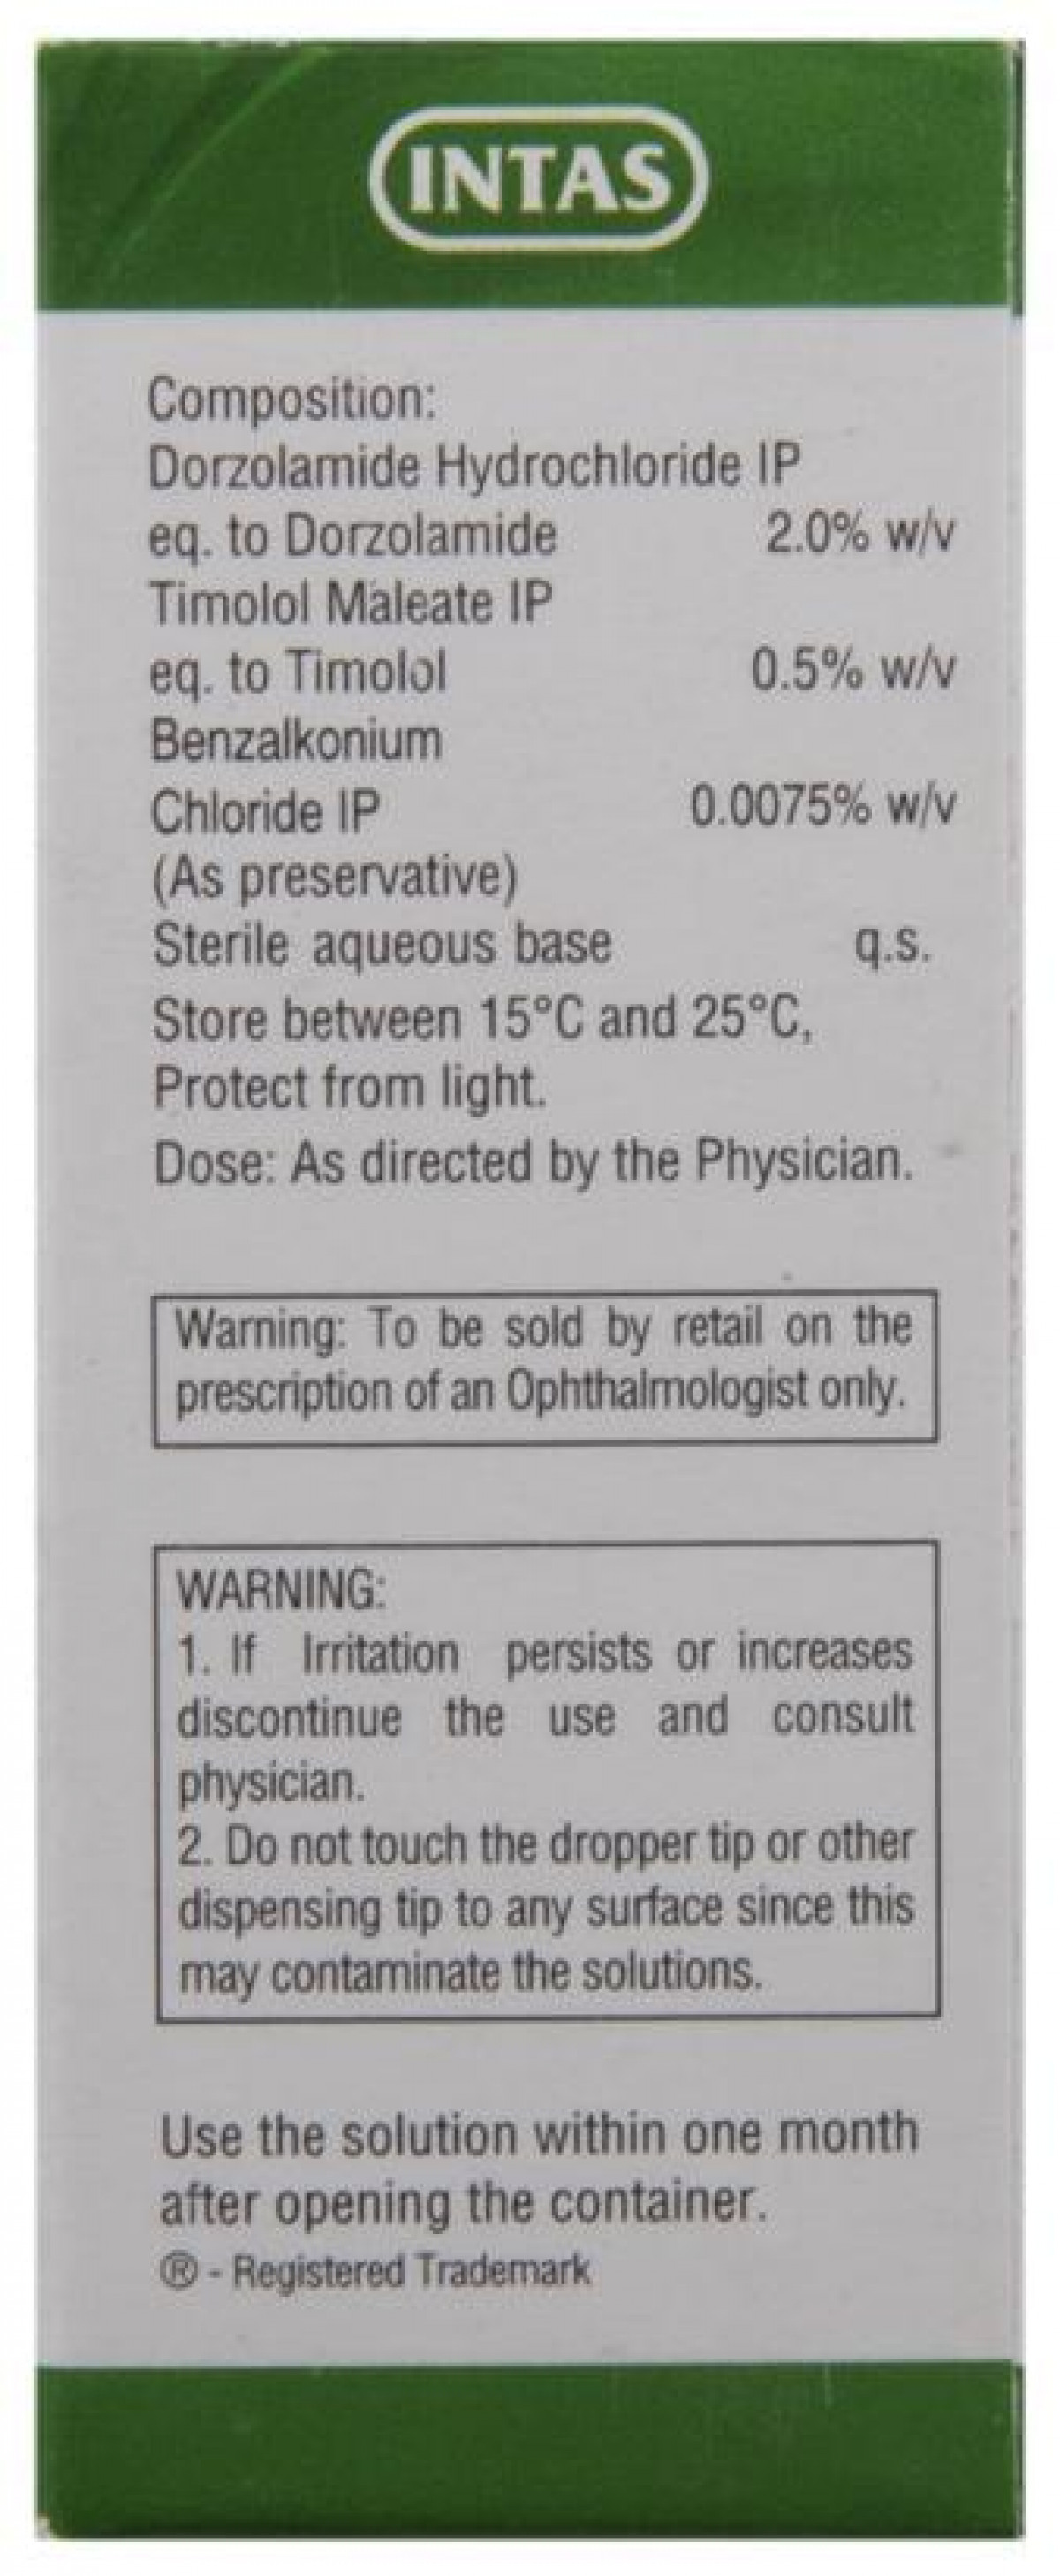 INTAS
Composition:
Dorzolamide Hydrochloride IP
eq. to Dorzolamide 2.0% w/v
Timolol Maleate IP
eq. to Timolol 0.5% w/v
Benzalkonium
Chloride IP 0.0075% w/v
(As preservative)
Sterile aqueous base q.s.
Store between 15°C and 25°C,
Protect from light.
Dose: As directed by the Physician.
Warning: To be sold by retail on the
prescription of an Ophthalmologist only.
WARNING:
1. If Irritation persists or increases
discontinue the use and consult
physician.
2. Do not touch the dropper tip or other
dispensing tip to any surface since this
may contaminate the solutions.
Use the solution within one month
after opening the container.
® - Registered Trademark